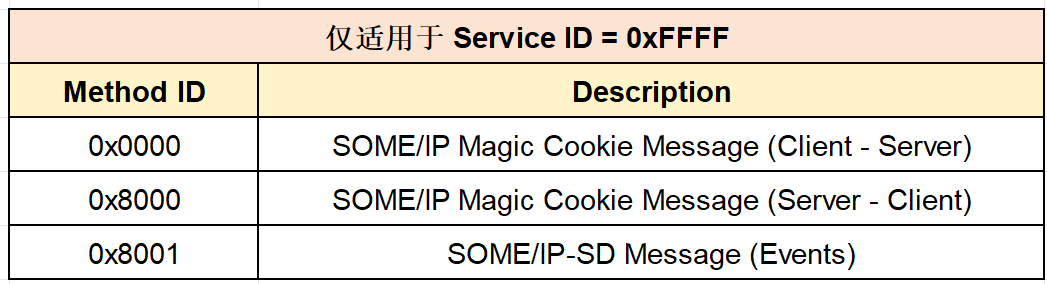 仅适用于 Service ID = 0xFFFF
Method ID Description
0x0000 SOME/IP Magic Cookie Message (Client - Server)
0x8000 SOME/IP Magic Cookie Message (Server - Client)
0x8001 SOME/IP-SD Message (Events)